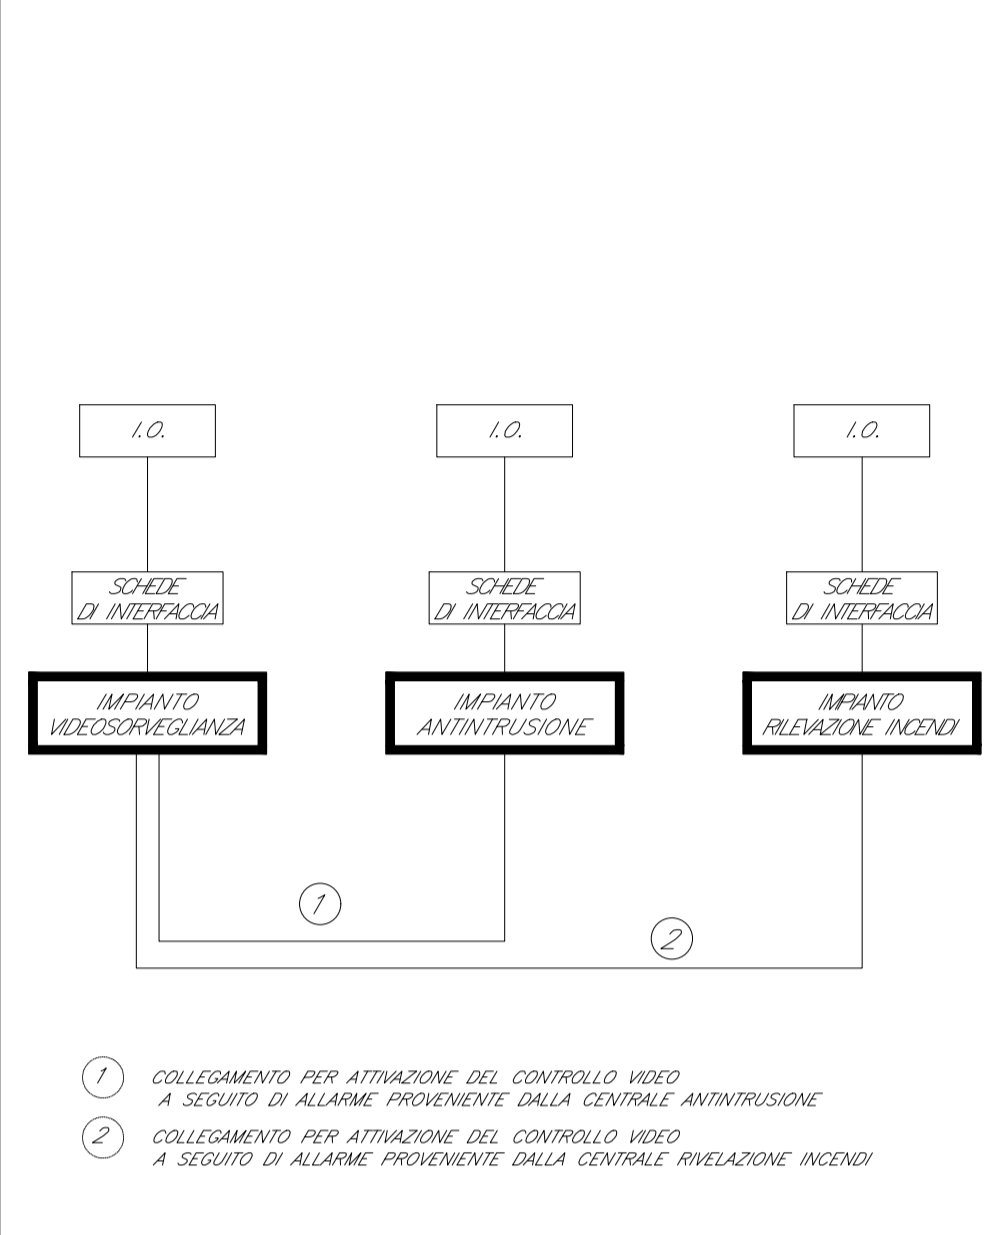 I.O.
I.O.
I.O.
SCHEDE
DI INTERFACCIA
SCHEDE
DI INTERFACCIA
SCHEDE
DI INTERFACCIA
IMPIANTO
VIDEOSORVEGLIANZA
IMPIANTO
ANTINTRUSIONE
IMPIANTO
RILEVAZIONE INCENDI
1
2
1 COLLEGAMENTO PER ATTIVAZIONE DEL CONTROLLO VIDEO
A SEGUITO DI ALLARME PROVENIENTE DALLA CENTRALE ANTINTRUSIONE
2 COLLEGAMENTO PER ATTIVAZIONE DEL CONTROLLO VIDEO
A SEGUITO DI ALLARME PROVENIENTE DALLA CENTRALE RIVELAZIONE INCENDI